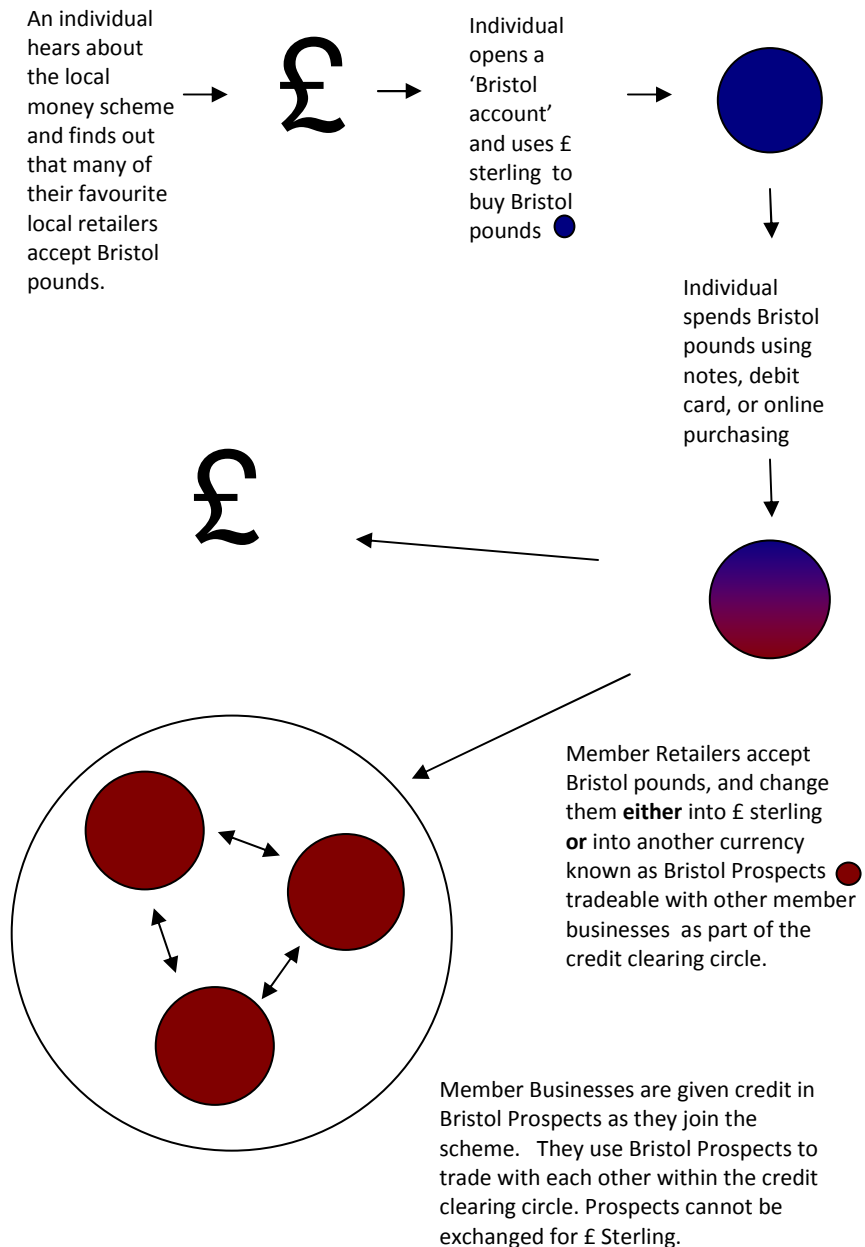 An individual
hears about
the local
money scheme
and finds out
that many of
their favourite
local retailers
accept Bristol
pounds.
£
Individual
opens a
‘Bristol
account’
and uses £
sterling to
buy Bristol
pounds
Individual
spends Bristol
pounds using
notes, debit
card, or online
purchasing
£
Member Retailers accept
Bristol pounds, and change
them either into £ sterling
or into another currency
known as Bristol Prospects
tradeable with other member
businesses as part of the
credit clearing circle.
Member Businesses are given credit in
Bristol Prospects as they join the
scheme. They use Bristol Prospects to
trade with each other within the credit
clearing circle. Prospects cannot be
exchanged for £ Sterling.